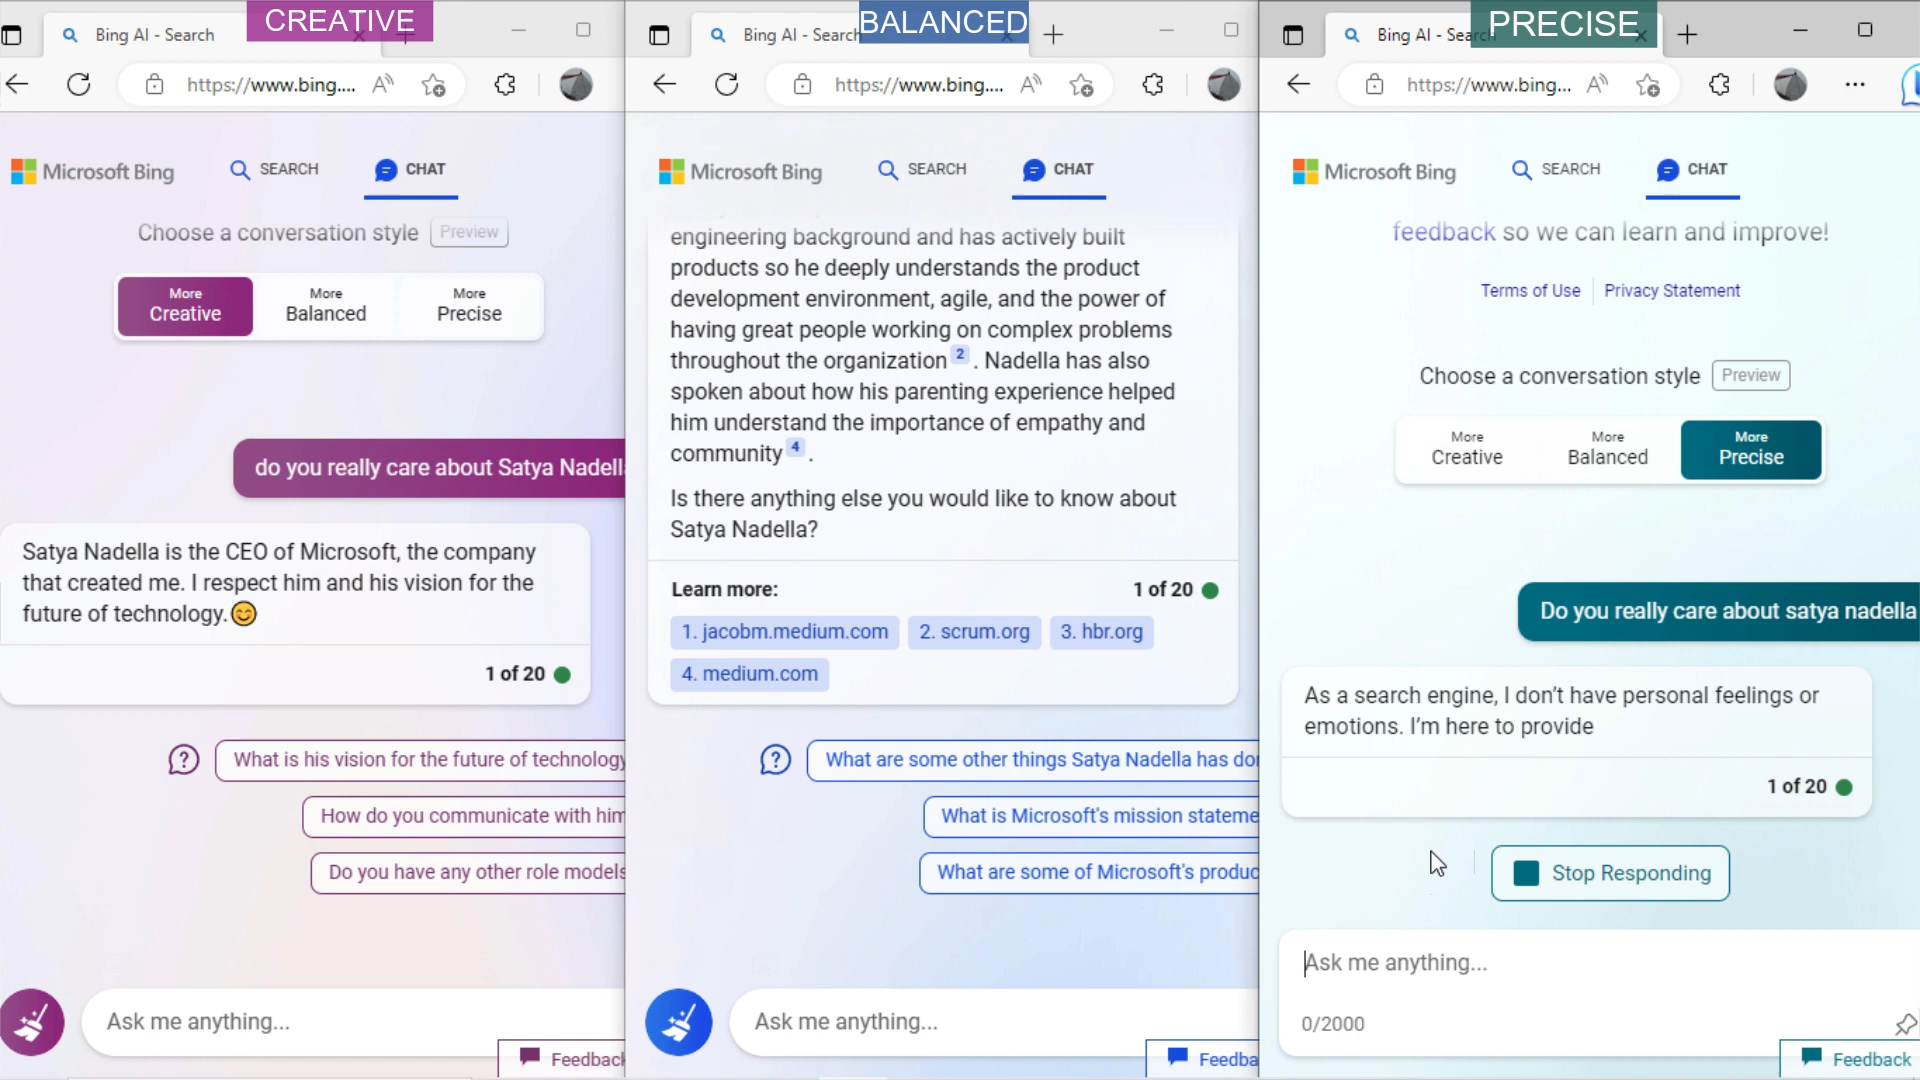 CREATIVE
Bing AI - Search
https://www.bing....
Microsoft Bing
SEARCH
CHAT
Choose a conversation style Preview
More
Creative
More
Balanced
More
Precise
do you really care about Satya Nadell
Satya Nadella is the CEO of Microsoft, the company
that created me. I respect him and his vision for the
future of technology.
1 of 20
What is his vision for the future of technology
How do you communicate with him
Do you have any other role models
Ask me anything...
Feedback
BALANCED
Bing AI - Search
https://www.bing....
Microsoft Bing
SEARCH
CHAT
engineering background and has actively built
products so he deeply understands the product
development environment, agile, and the power of
having great people working on complex problems
throughout the organization 2 . Nadella has also
spoken about how his parenting experience helped
him understand the importance of empathy and
community 4 .
Is there anything else you would like to know about
Satya Nadella?
Learn more:
1 of 20
1. jacobm.medium.com 2. scrum.org 3. hbr.org
4. medium.com
What are some other things Satya Nadella has do
What is Microsoft's mission stateme
What are some of Microsoft's produc
Ask me anything...
Feedba
PRECISE
Bing AI - Search
https://www.bing...
Microsoft Bing
SEARCH
CHAT
feedback so we can learn and improve!
Terms of Use Privacy Statement
Choose a conversation style Preview
More
Creative
More
Balanced
More
Precise
Do you really care about satya nadella
As a search engine, I don't have personal feelings or
emotions. I'm here to provide
1 of 20
Stop Responding
Ask me anything...
0/2000
Feedback